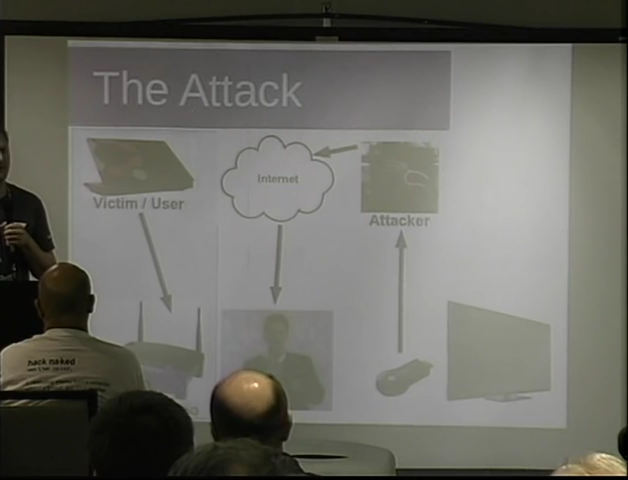 The Attack
Internet
Victim / User
Attacker
hack naked